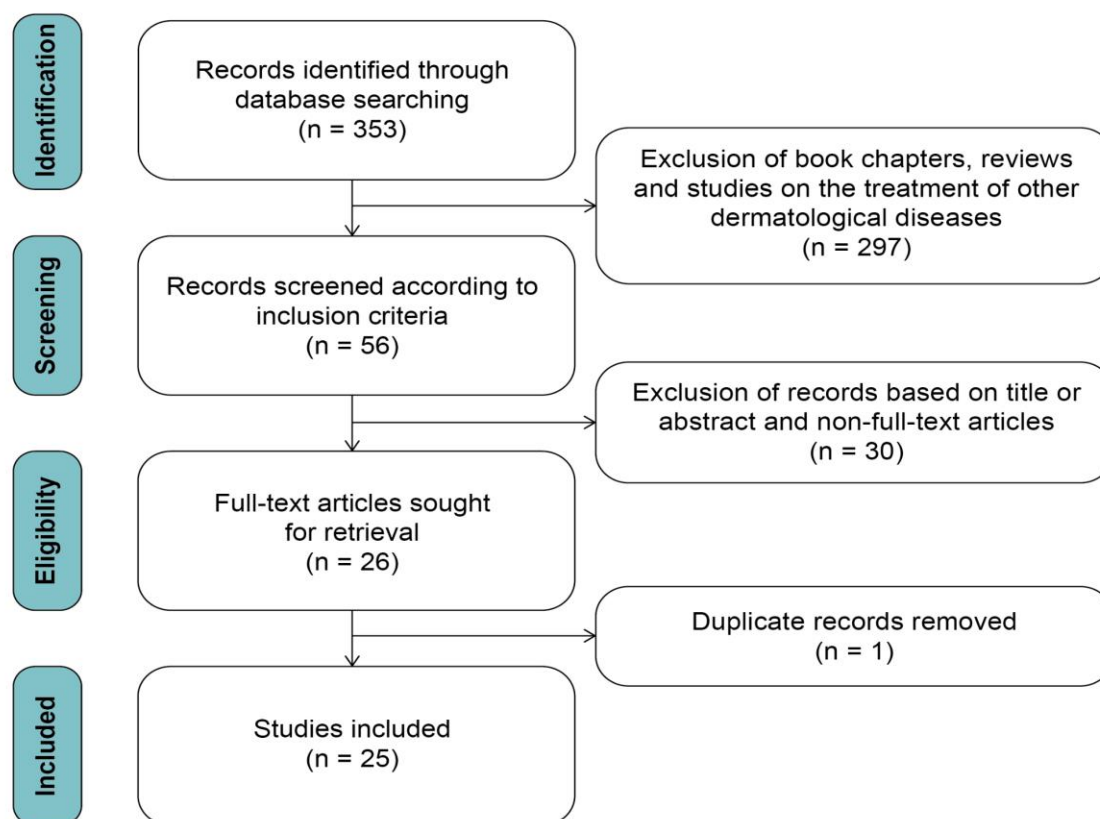 Identification
Records identified through
database searching
(n = 353)
Exclusion of book chapters, reviews
and studies on the treatment of other
dermatological diseases
(n = 297)
Screening
Records screened according to
inclusion criteria
(n = 56)
Exclusion of records based on title or
abstract and non-full-text articles
(n = 30)
Eligibility
Full-text articles sought
for retrieval
(n = 26)
Duplicate records removed
(n = 1)
Included
Studies included
(n = 25)